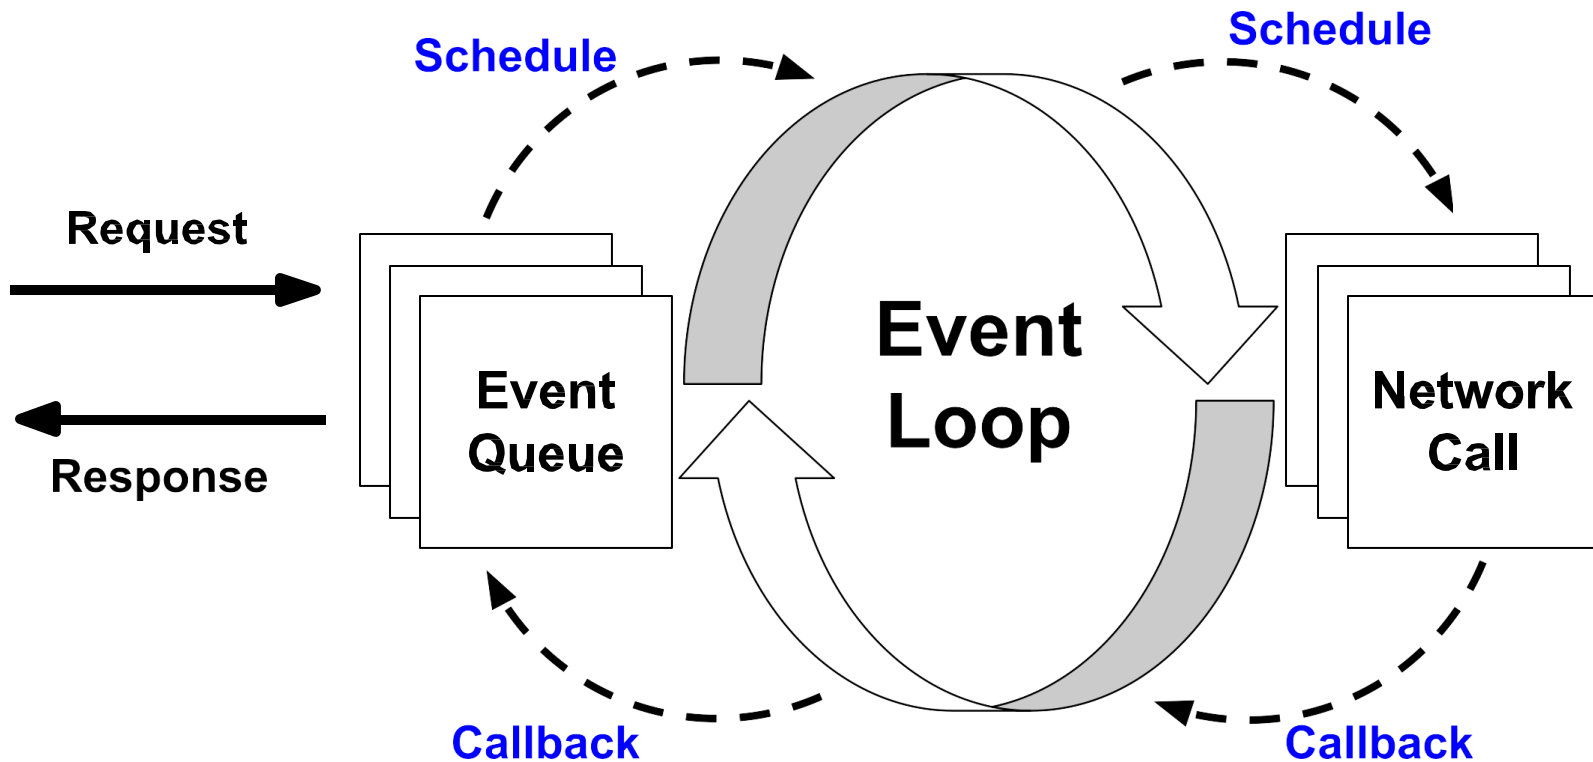 Schedule
Schedule
Request
Event
Loop
Event
Queue
Network
Call
Response
Callback
Callback